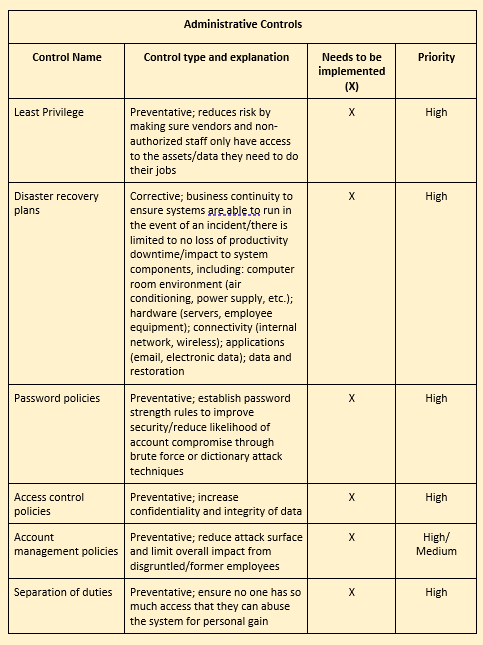 Administrative Controls
Control Name
Control type and explanation
Needs to be
implemented
(X)
Priority
Least Privilege
Preventative; reduces risk by
making sure vendors and non-
authorized staff only have access
to the assets/data they need to do
their jobs
X
High
Disaster recovery
plans
Corrective; business continuity to
ensure systems are able to run in
the event of an incident/there is
limited to no loss of productivity
downtime/impact to system
components, including: computer
room environment (air
conditioning, power supply, etc.);
hardware (servers, employee
equipment); connectivity (internal
network, wireless); applications
(email, electronic data); data and
restoration
X
High
Password policies
Preventative; establish password
strength rules to improve
security/reduce likelihood of
account compromise through
brute force or dictionary attack
techniques
X
High
Access control
policies
Preventative; increase
confidentiality and integrity of data
X
High
Account
management policies
Preventative; reduce attack surface
and limit overall impact from
disgruntled/former employees
X
High/
Medium
Separation of duties
Preventative; ensure no one has so
much access that they can abuse
the system for personal gain
X
High